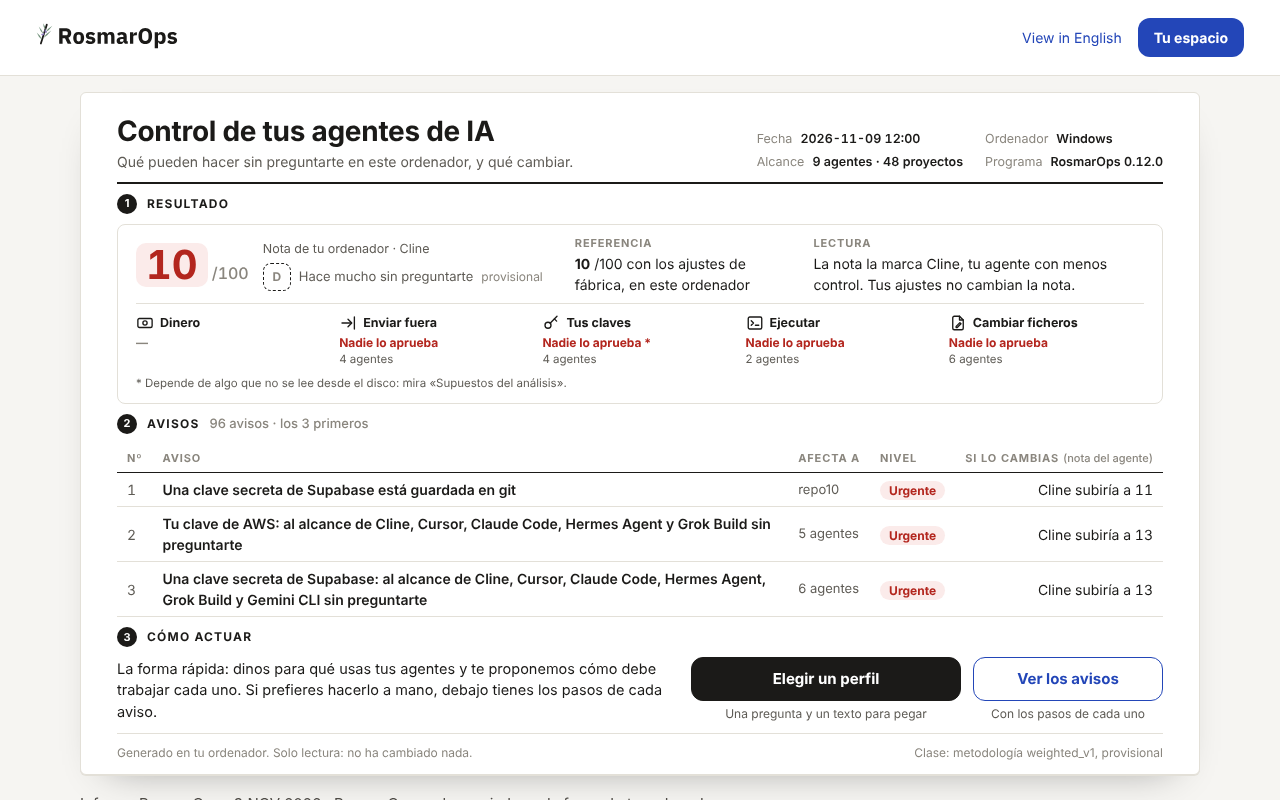 RosmarOps
View in English
Tu espacio
Control de tus agentes de IA
Qué pueden hacer sin preguntarte en este ordenador, y qué cambiar.
Fecha 2026-11-09 12:00
Ordenador Windows
Alcance 9 agentes · 48 proyectos
Programa RosmarOps 0.12.0
1 RESULTADO
10 /100
Nota de tu ordenador · Cline
D Hace mucho sin preguntarte provisional
REFERENCIA
10 /100 con los ajustes de
fábrica, en este ordenador
LECTURA
La nota la marca Cline, tu agente con menos
control. Tus ajustes no cambian la nota.
Dinero
—
Enviar fuera
Nadie lo aprueba
4 agentes
Tus claves
Nadie lo aprueba *
4 agentes
Ejecutar
Nadie lo aprueba
2 agentes
Cambiar ficheros
Nadie lo aprueba
6 agentes
* Depende de algo que no se lee desde el disco: mira «Supuestos del análisis».
2 AVISOS 96 avisos · los 3 primeros
Nº AVISO AFECTA A NIVEL SI LO CAMBIAS (nota del agente)
1 Una clave secreta de Supabase está guardada en git repo10 Urgente Cline subiría a 11
2 Tu clave de AWS: al alcance de Cline, Cursor, Claude Code, Hermes Agent y Grok Build sin
preguntarte 5 agentes Urgente Cline subiría a 13
3 Una clave secreta de Supabase: al alcance de Cline, Cursor, Claude Code, Hermes Agent,
Grok Build y Gemini CLI sin preguntarte 6 agentes Urgente Cline subiría a 13
3 CÓMO ACTUAR
La forma rápida: dinos para qué usas tus agentes y te proponemos cómo debe
trabajar cada uno. Si prefieres hacerlo a mano, debajo tienes los pasos de cada
aviso.
Elegir un perfil
Una pregunta y un texto para pegar
Ver los avisos
Con los pasos de cada uno
Generado en tu ordenador. Solo lectura: no ha cambiado nada.
Clase: metodología weighted_v1, provisional